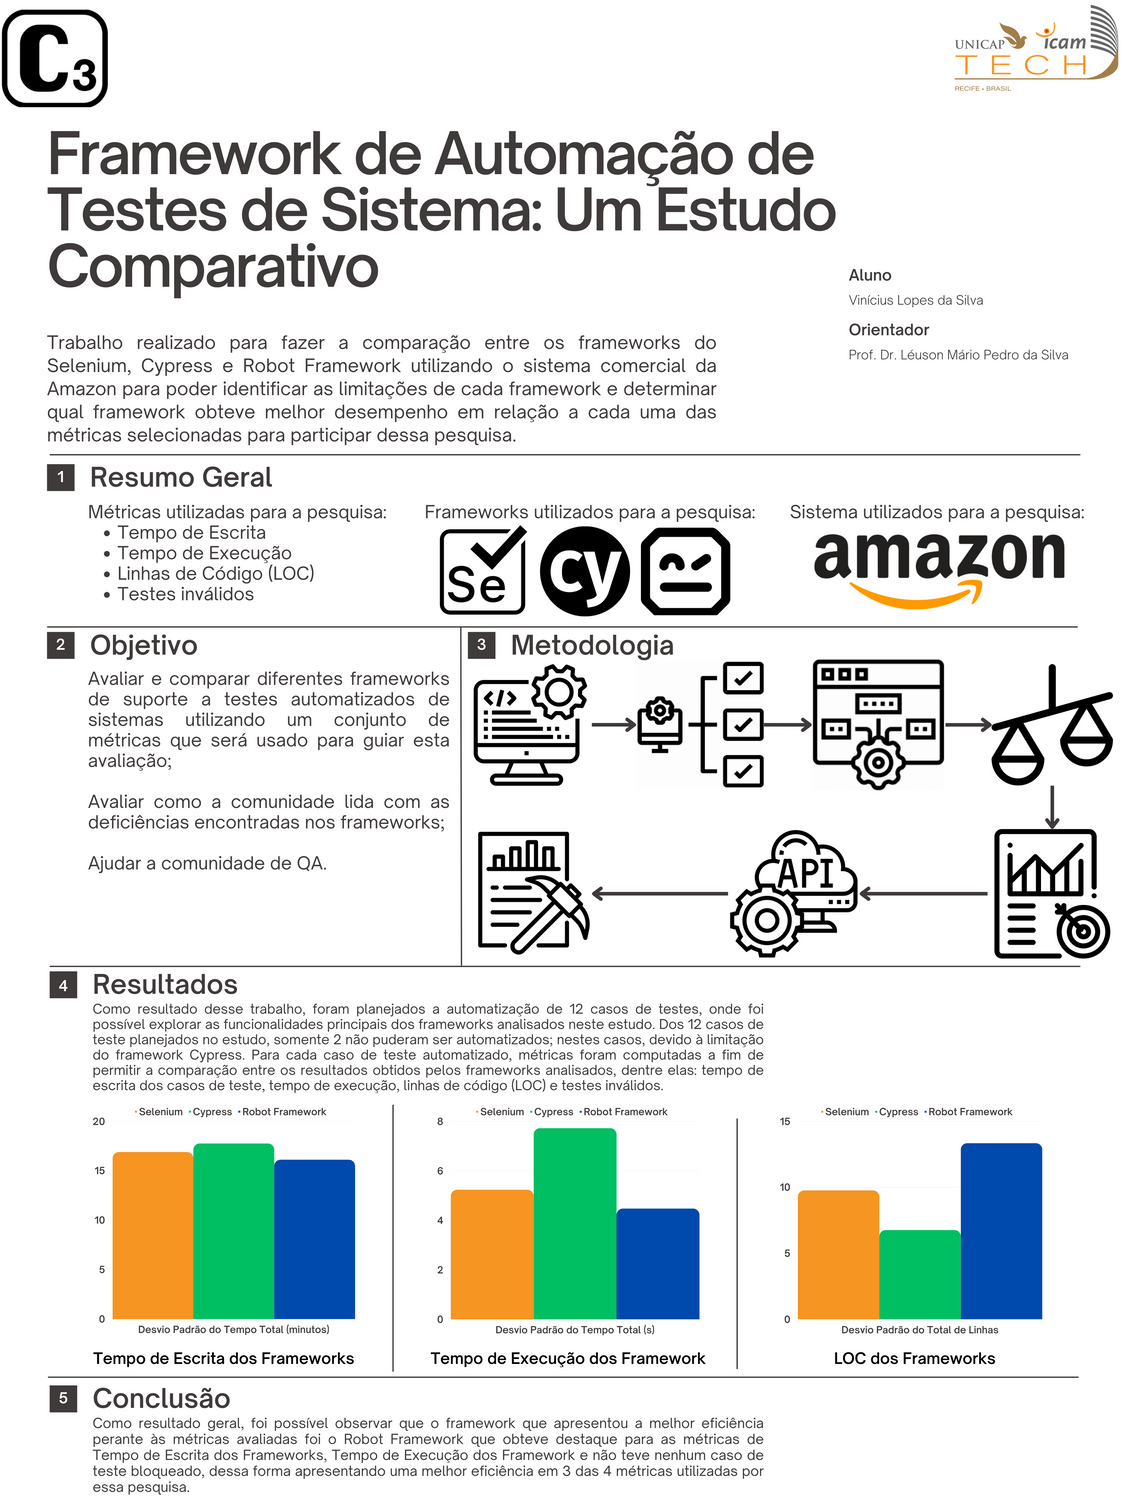 C3
UNICAP icam
TECH
RECIFE • BRASIL
Framework de Automação de
Testes de Sistema: Um Estudo
Comparativo
Aluno
Vinícius Lopes da Silva
Orientador
Prof. Dr. Léuson Mário Pedro da Silva
Trabalho realizado para fazer a comparação entre os frameworks do
Selenium, Cypress e Robot Framework utilizando o sistema comercial da
Amazon para poder identificar as limitações de cada framework e determinar
qual framework obteve melhor desempenho em relação a cada uma das
métricas selecionadas para participar dessa pesquisa.
1 Resumo Geral
Métricas utilizadas para a pesquisa:
• Tempo de Escrita
• Tempo de Execução
• Linhas de Código (LOC)
• Testes inválidos
Frameworks utilizados para a pesquisa:
Se
cy
Sistema utilizados para a pesquisa:
amazon
2 Objetivo
Avaliar e comparar diferentes frameworks
de suporte a testes automatizados de
sistemas utilizando um conjunto de
métricas que será usado para guiar esta
avaliação;
Avaliar como a comunidade lida com as
deficiências encontradas nos frameworks;
Ajudar a comunidade de QA.
3 Metodologia
</>
API
4 Resultados
Como resultado desse trabalho, foram planejados a automatização de 12 casos de testes, onde foi
possível explorar as funcionalidades principais dos frameworks analisados neste estudo. Dos 12 casos de
teste planejados no estudo, somente 2 não puderam ser automatizados; nestes casos, devido à limitação
do framework Cypress. Para cada caso de teste automatizado, métricas foram computadas a fim de
permitir a comparação entre os resultados obtidos pelos frameworks analisados, dentre elas: tempo de
escrita dos casos de teste, tempo de execução, linhas de código (LOC) e testes inválidos.
Selenium Cypress Robot Framework
20
15
10
5
0
Desvio Padrão do Tempo Total (minutos)
Tempo de Escrita dos Frameworks
Selenium Cypress Robot Framework
8
6
4
2
0
Desvio Padrão do Tempo Total (s)
Tempo de Execução dos Framework
Selenium Cypress Robot Framework
15
10
5
0
Desvio Padrão do Total de Linhas
LOC dos Frameworks
5 Conclusão
Como resultado geral, foi possível observar que o framework que apresentou a melhor eficiência
perante às métricas avaliadas foi o Robot Framework que obteve destaque para as métricas de
Tempo de Escrita dos Frameworks, Tempo de Execução dos Framework e não teve nenhum caso de
teste bloqueado, dessa forma apresentando uma melhor eficiência em 3 das 4 métricas utilizadas por
essa pesquisa.